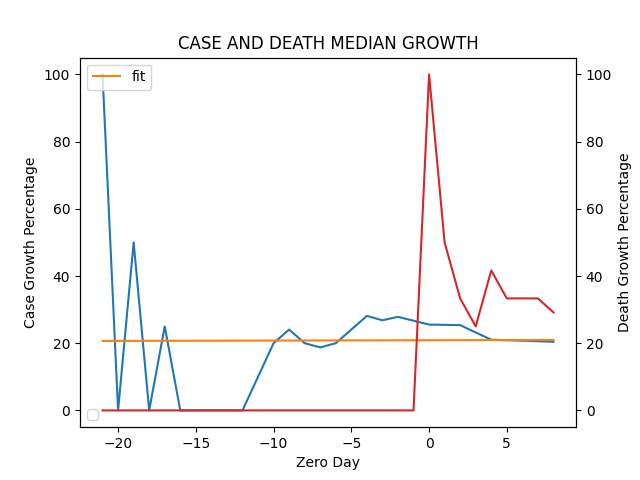 CASE AND DEATH MEDIAN GROWTH
fit
100
80
60
40
20
0
Case Growth Percentage
100
80
60
40
20
0
Death Growth Percentage
−20 −15 −10 −5 0 5
Zero Day